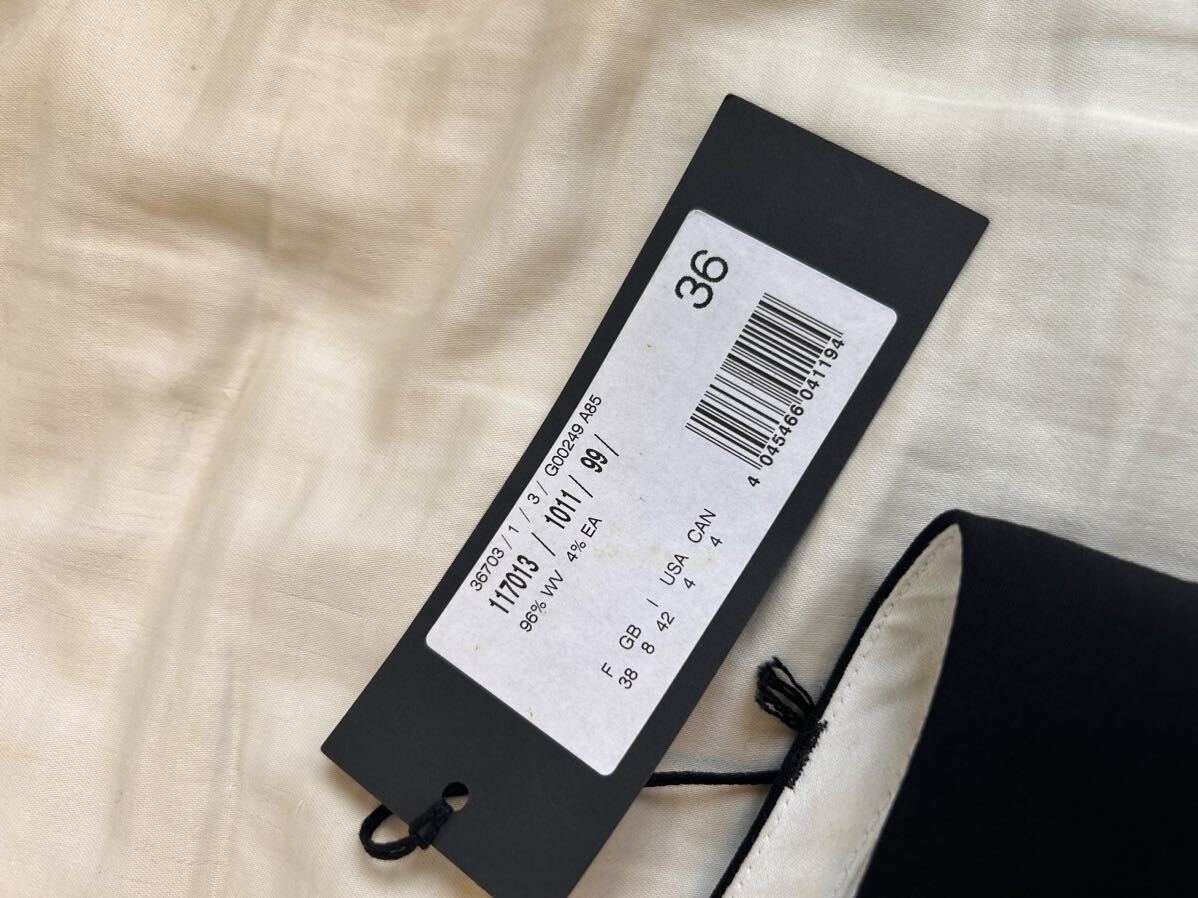 36
4 045466 041194
36703 / 1 / 3 / G00249 A85
117013 / 1011 / 99 /
96% WV 4% EA
F GB I USA CAN
38 8 42 4 4